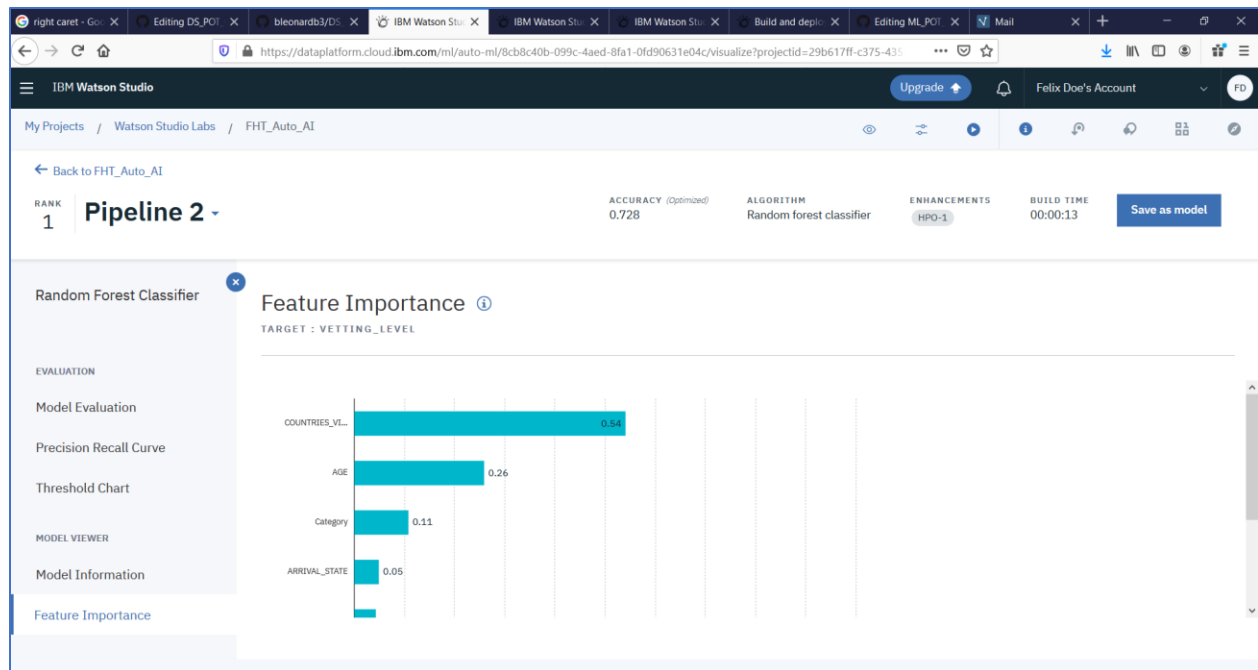 right caret - Goo
Editing DS_POT_
bleonardb3/DS_
IBM Watson Stu
IBM Watson Stu
IBM Watson Stu
Build and deploy
Editing ML_POT_
Mail
https://dataplatform.cloud.ibm.com/ml/auto-ml/8cb8c40b-099c-4aed-8fa1-0fd90631e04c/visualize?projectid=29b617ff-c375-435
IBM Watson Studio
Upgrade
Felix Doe's Account
FD
My Projects / Watson Studio Labs / FHT_Auto_AI
← Back to FHT_Auto_AI
RANK
1
Pipeline 2
ACCURACY (Optimized)
0.728
ALGORITHM
Random forest classifier
ENHANCEMENTS
HPO-1
BUILD TIME
00:00:13
Save as model
Random Forest Classifier
EVALUATION
Model Evaluation
Precision Recall Curve
Threshold Chart
MODEL VIEWER
Model Information
Feature Importance
Feature Importance
TARGET : VETTING_LEVEL
COUNTRIES_VI... 0.54
AGE 0.26
Category 0.11
ARRIVAL_STATE 0.05